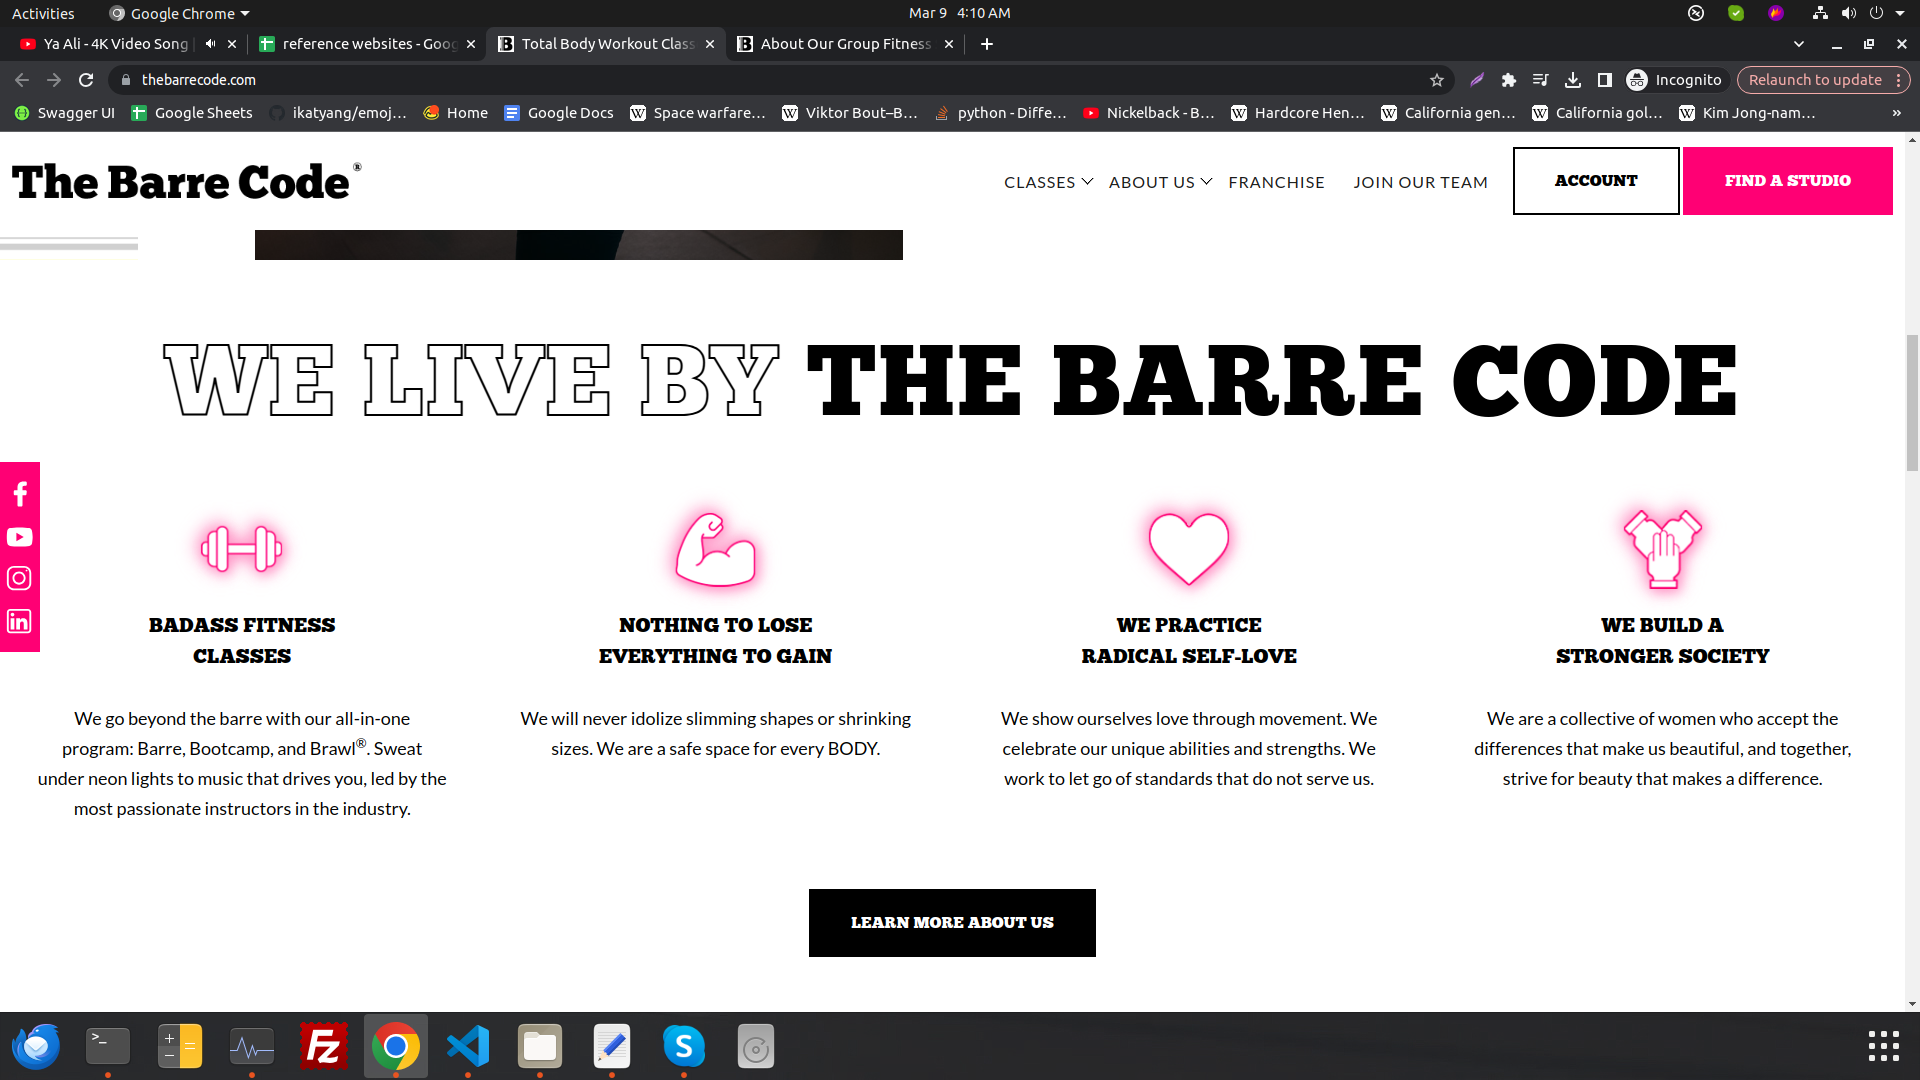 Activities
Google Chrome
Mar 9 4:10 AM
Ya Ali - 4K Video Song
reference websites - Goog
Total Body Workout Class
About Our Group Fitness
thebarrecode.com
Incognito
Relaunch to update
Swagger UI
Google Sheets
ikatyang/emoj...
Home
Google Docs
Space warfare...
Viktor Bout–B...
python - Diffe...
Nickelback - B...
Hardcore Hen...
California gen...
California gol...
Kim Jong-nam...
»
The Barre Code®
CLASSES
ABOUT US
FRANCHISE
JOIN OUR TEAM
ACCOUNT
FIND A STUDIO
WE LIVE BY THE BARRE CODE
BADASS FITNESS
CLASSES
We go beyond the barre with our all-in-one
program: Barre, Bootcamp, and Brawl®. Sweat
under neon lights to music that drives you, led by the
most passionate instructors in the industry.
NOTHING TO LOSE
EVERYTHING TO GAIN
We will never idolize slimming shapes or shrinking
sizes. We are a safe space for every BODY.
WE PRACTICE
RADICAL SELF-LOVE
We show ourselves love through movement. We
celebrate our unique abilities and strengths. We
work to let go of standards that do not serve us.
WE BUILD A
STRONGER SOCIETY
We are a collective of women who accept the
differences that make us beautiful, and together,
strive for beauty that makes a difference.
LEARN MORE ABOUT US